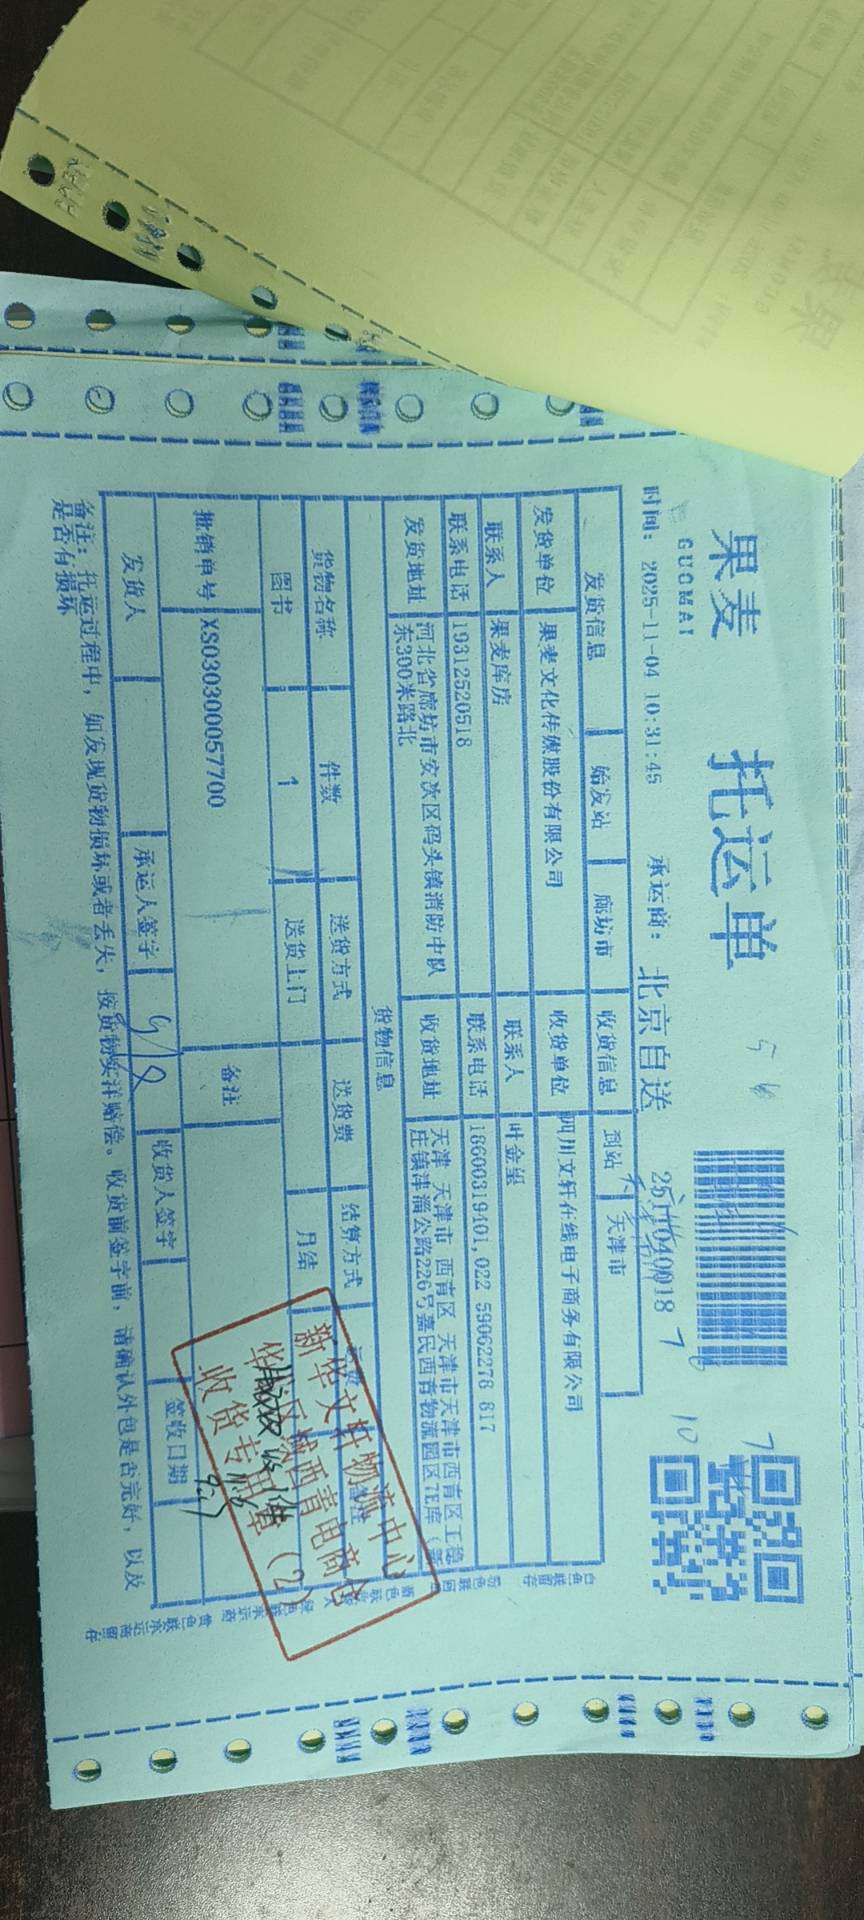 果麦
GUOMAI
托运单
时间: 2025-11-04 10:31:45
承运商: 北京自送
2511040018
发货信息 始发站 廊坊市 收货信息 到站 天津市
发货单位 果麦文化传媒股份有限公司 收货单位 四川文轩在线电子商务有限公司
联系人 果麦库房 联系人 叶金玺
联系电话 19312520518 联系电话 18600319401,022 59062278 817
发货地址 河北省廊坊市安次区码头镇消防中队东300米路北 收货地址 天津 天津市 西青区 天津市天津市西青区王稳庄镇津淄公路226号嘉民西青物流园区
货物信息
货物名称 件数 送货方式 送货费 结算方式
图书 1 送货上门 月结
批销单号 XS030300057700 备注
发货人 承运人签字 收货人签字 签收日期
备注: 托运过程中, 如发现货物损坏或者丢失, 按货物实洋赔偿。收货前签字前, 请确认外包是否完好, 以及
是否有损坏
新华文轩物流中心
西青电商仓
收货专用章 (2)